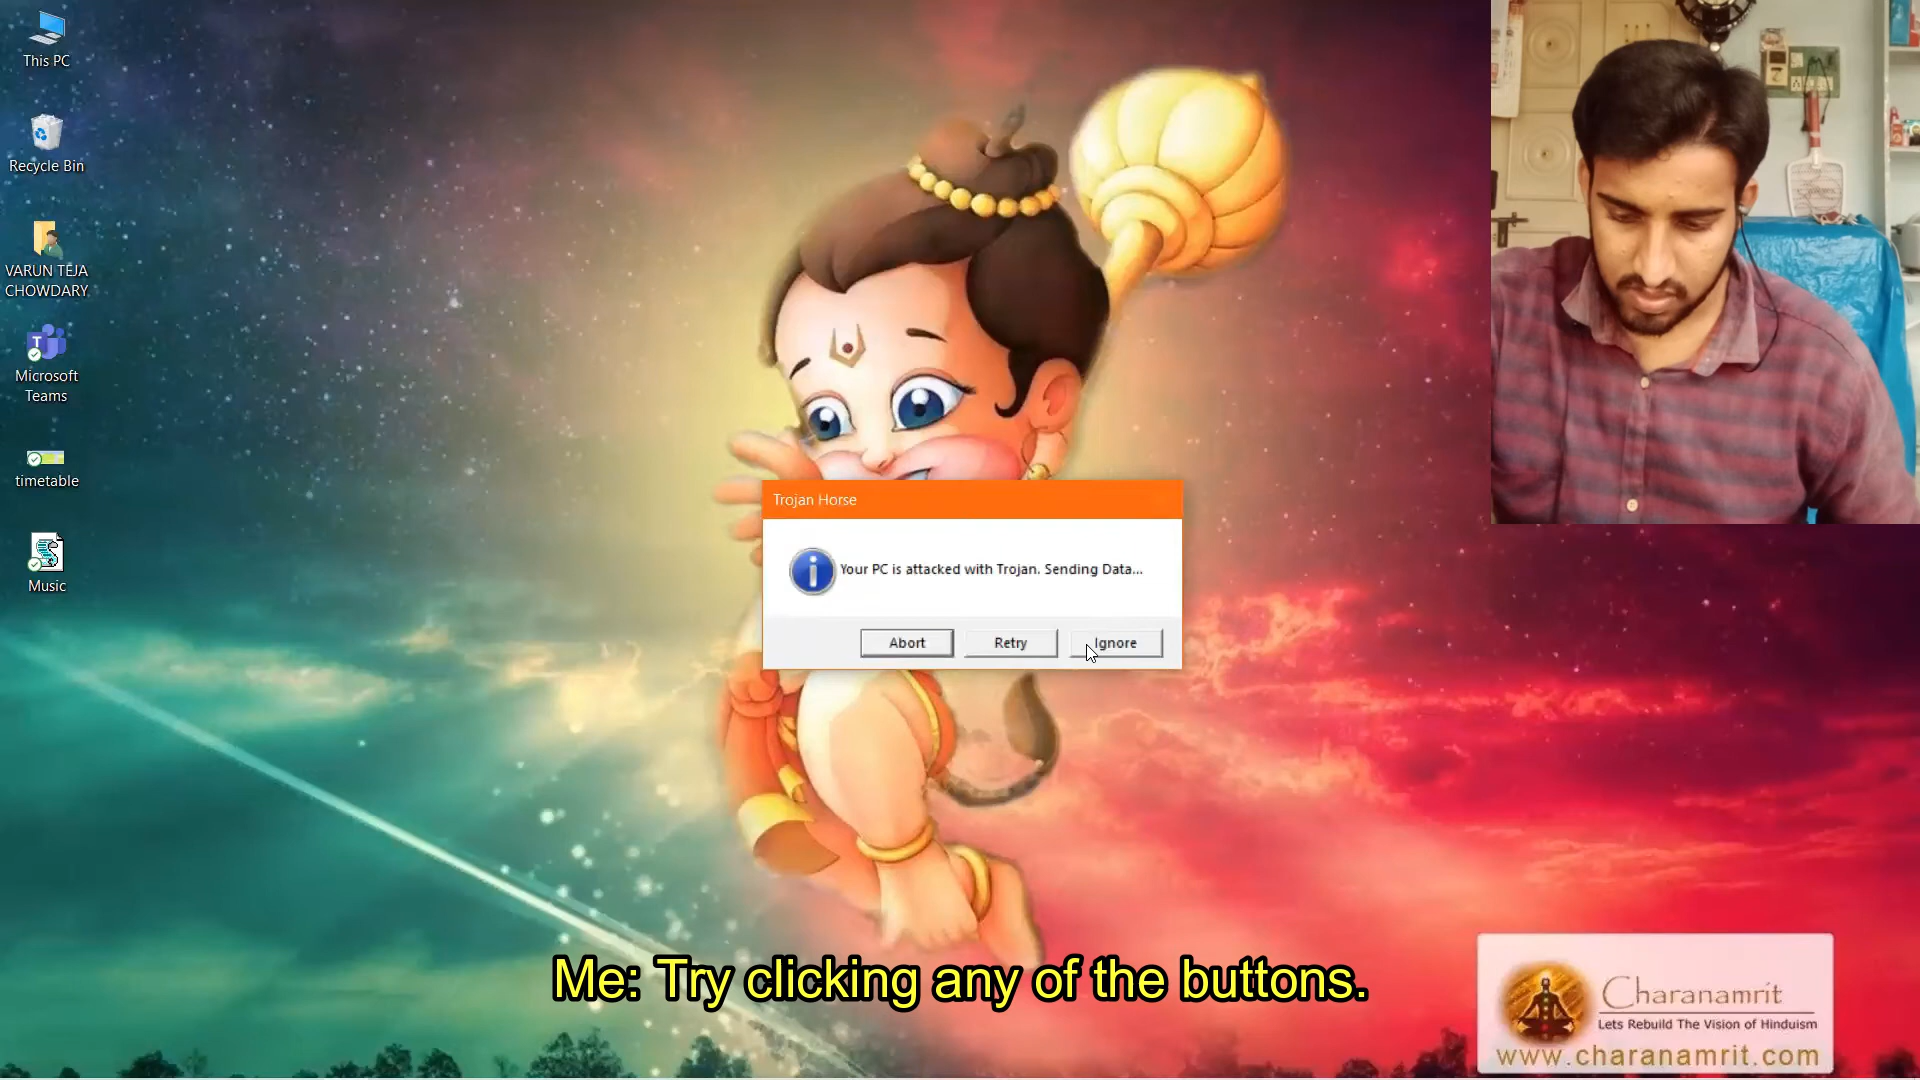 This PC
Recycle Bin
VARUN TEJA
CHOWDARY
Microsoft
Teams
timetable
Music
Trojan Horse
Your PC is attacked with Trojan. Sending Data...
Abort
Retry
Ignore
Me: Try clicking any of the buttons.
Charanamrit
Lets Rebuild The Vision of Hinduism
www.charanamrit.com